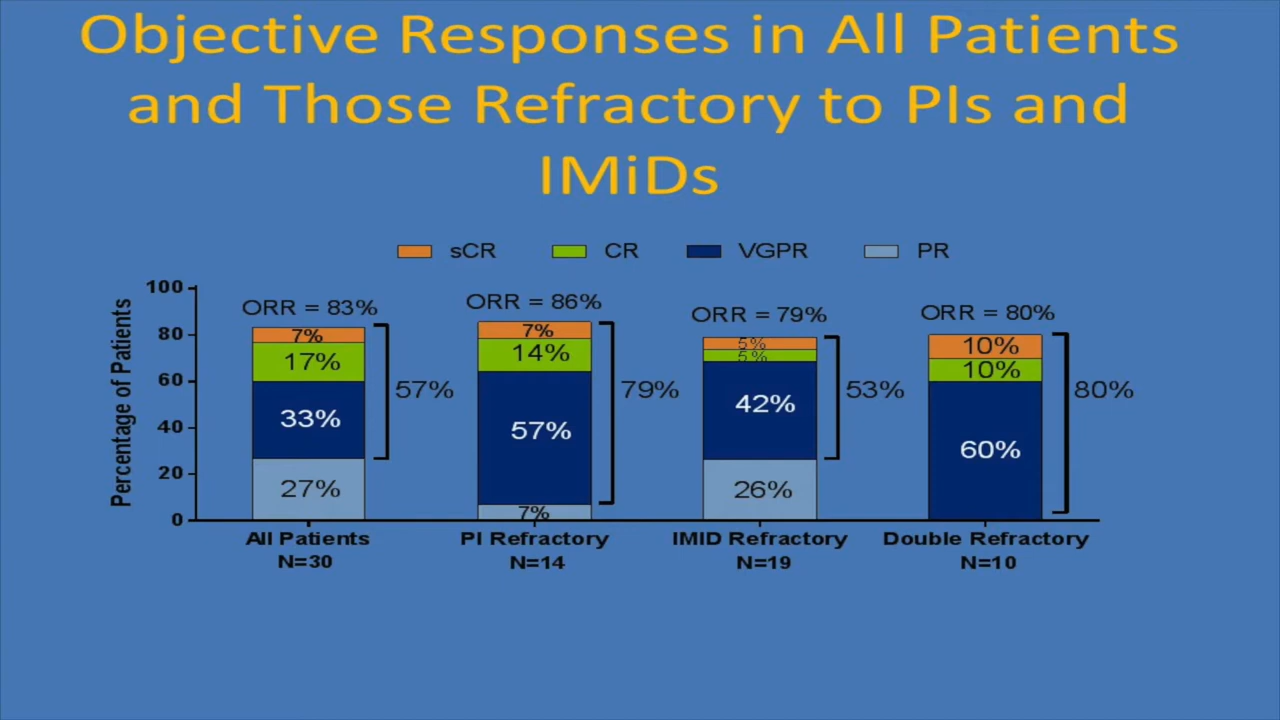 Objective Responses in All Patients
and Those Refractory to PIs and
IMiDs
sCR CR VGPR PR
Percentage of Patients
100
80
60
40
20
0
ORR = 83%
7%
17%
33%
27%
57%
ORR = 86%
7%
14%
57%
7%
79%
ORR = 79%
5%
5%
42%
26%
53%
ORR = 80%
10%
10%
60%
80%
All Patients PI Refractory IMID Refractory Double Refractory
N=30 N=14 N=19 N=10